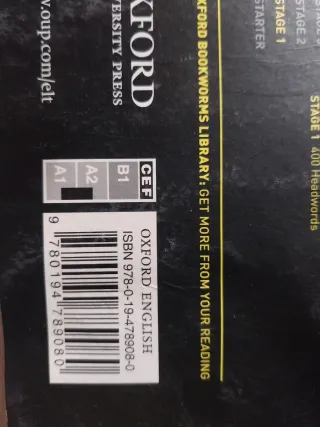 STAGE 2
STAGE 1
STARTER
STAGE 1 400 Headwords
OXFORD BOOKWORMS LIBRARY: GET MORE FROM YOUR READING
XFORD
ERSITY PRESS
.oup.com/elt
CEF
B1
A2
A1
OXFORD ENGLISH
ISBN 978-0-19-478908-0
9 780194 789080